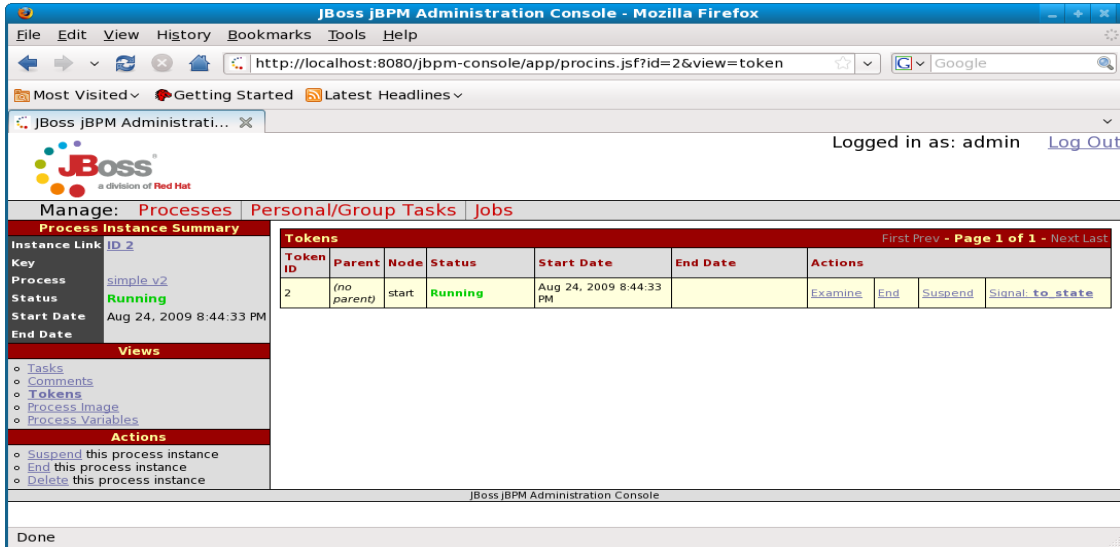 JBoss jBPM Administration Console - Mozilla Firefox
File Edit View History Bookmarks Tools Help
http://localhost:8080/jbpm-console/app/procins.jsf?id=2&view=token
G Google
Most Visited Getting Started Latest Headlines
JBoss jBPM Administrati...
Logged in as: admin Log Out
JBoss
a division of Red Hat
Manage: Processes Personal/Group Tasks Jobs
Process Instance Summary
Instance Link ID 2
Key
Process simple v2
Status Running
Start Date Aug 24, 2009 8:44:33 PM
End Date
Views
Tasks
Comments
Tokens
Process Image
Process Variables
Actions
Suspend this process instance
End this process instance
Delete this process instance
Tokens First Prev - Page 1 of 1 - Next Last
Token ID Parent Node Status Start Date End Date Actions
2 (no parent) start Running Aug 24, 2009 8:44:33 PM Examine End Suspend Signal: to_state
JBoss jBPM Administration Console
Done